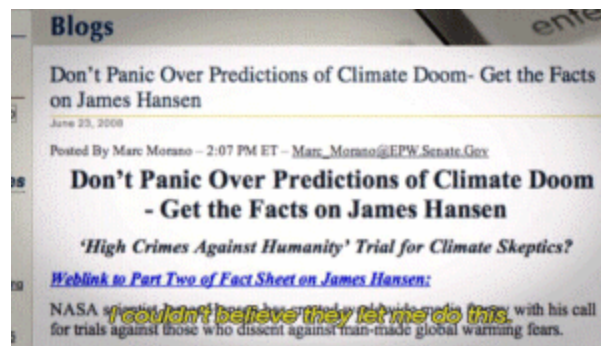 ente
Blogs
Don't Panic Over Predictions of Climate Doom- Get the Facts
on James Hansen
June 23, 2008
Posted By Marc Morano – 2:07 PM ET – Marc_Morano@EPW.Senate.Gov
Don't Panic Over Predictions of Climate Doom
- Get the Facts on James Hansen
'High Crimes Against Humanity' Trial for Climate Skeptics?
Weblink to Part Two of Fact Sheet on James Hansen:
NASA with his call
I couldn't believe they let me do this.
for trials against those who dissent against man-made global warming fears.